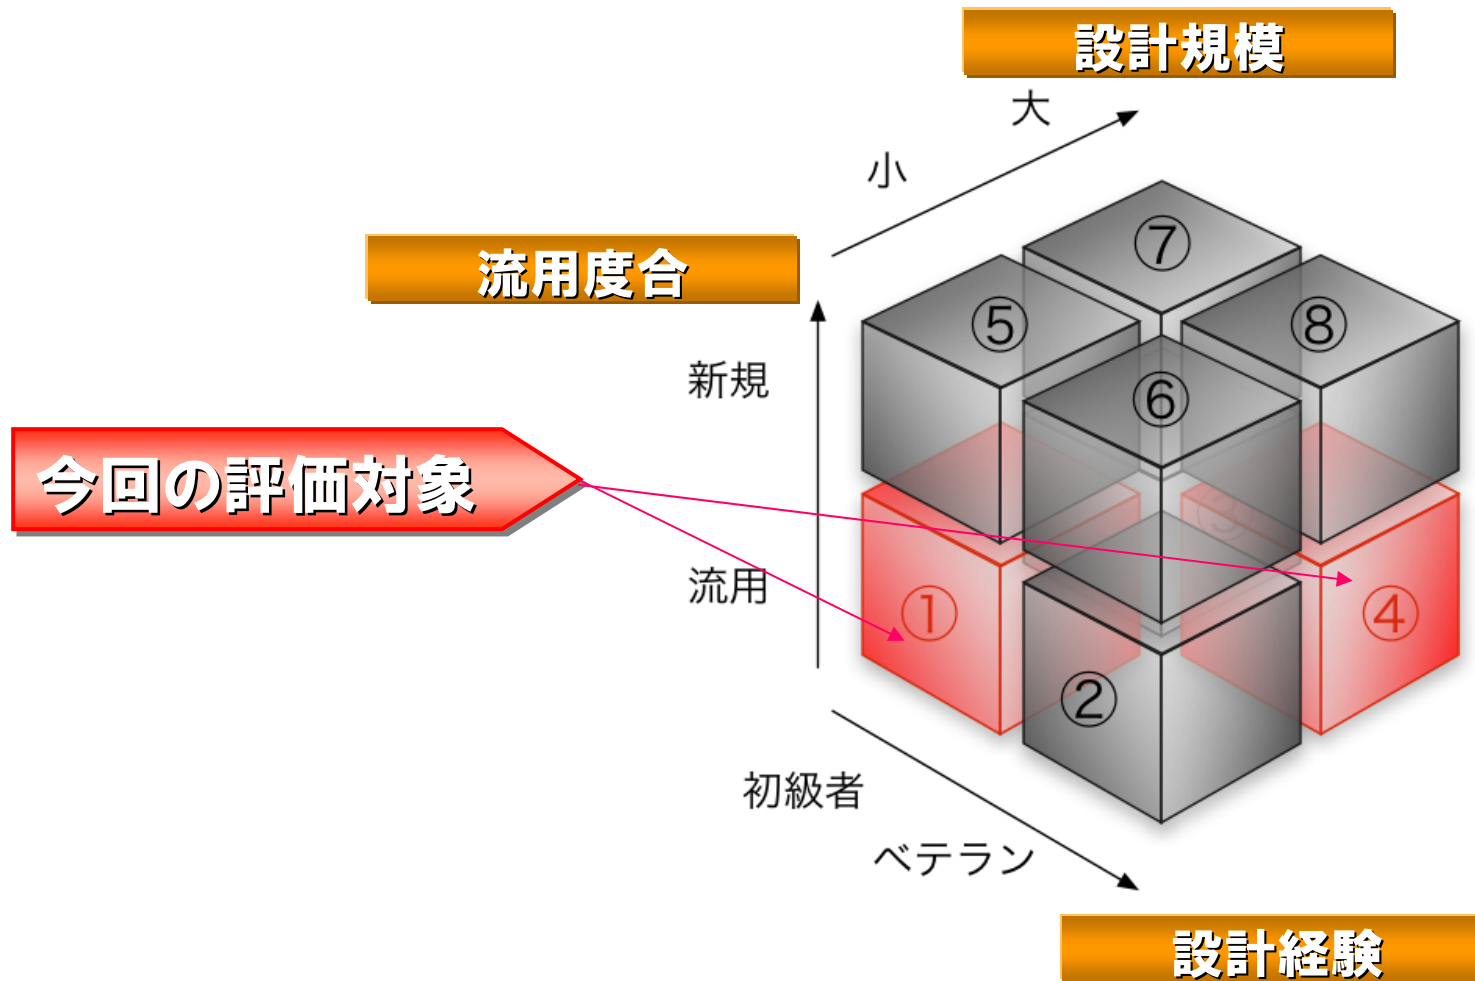 設計規模
大
小
流用度合
新規
今回の評価対象
流用
⑦
⑤
⑧
⑥
③
①
④
②
初級者
ベテラン
設計経験